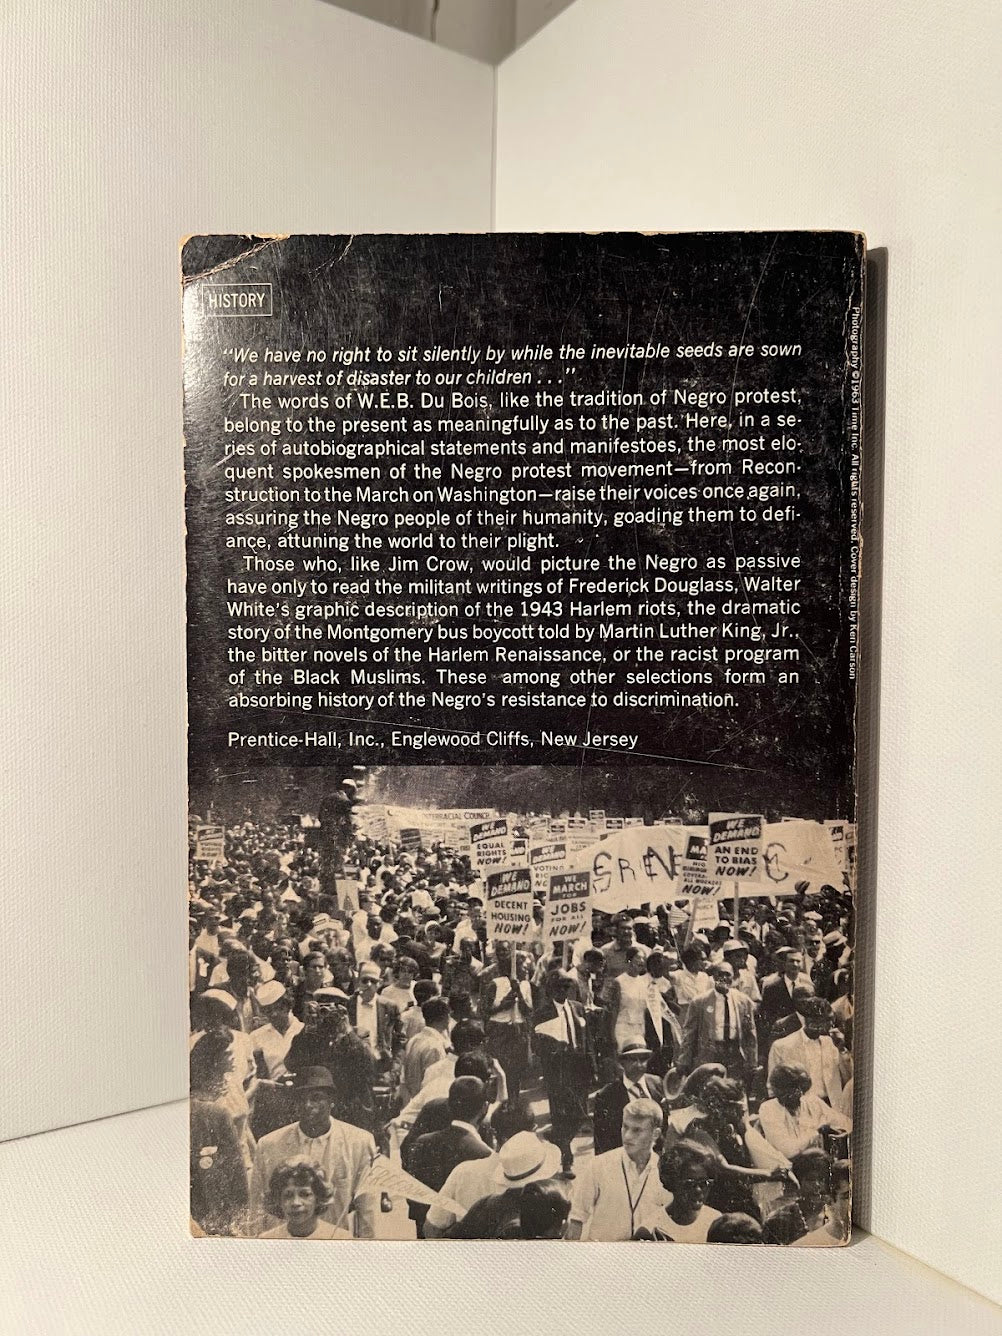 HISTORY
"We have no right to sit silently by while the inevitable seeds are sown
for a harvest of disaster to our children . . ."
The words of W.E.B. Du Bois, like the tradition of Negro protest,
belong to the present as meaningfully as to the past. Here, in a se-
ries of autobiographical statements and manifestoes, the most elo-
quent spokesmen of the Negro protest movement—from Recon-
struction to the March on Washington—raise their voices once again,
assuring the Negro people of their humanity, goading them to defi-
ance, attuning the world to their plight.
Those who, like Jim Crow, would picture the Negro as passive
have only to read the militant writings of Frederick Douglass, Walter
White's graphic description of the 1943 Harlem riots, the dramatic
story of the Montgomery bus boycott told by Martin Luther King, Jr.,
the bitter novels of the Harlem Renaissance, or the racist program
of the Black Muslims. These among other selections form an
absorbing history of the Negro's resistance to discrimination.
Prentice-Hall, Inc., Englewood Cliffs, New Jersey
Photography © 1963 Time Inc. All rights reserved. Cover design by Ken Carson
INTERRACIAL COUNCIL
WE
DEMAND
EQUAL
RIGHTS
NOW!
WE
DEMAND
VOTING
WE
DEMAND
DECENT
HOUSING
NOW!
WE
MARCH
FOR
JOBS
FOR ALL
NOW!
NOW!
WE
DEMAND
AN END
TO BIAS
NOW!